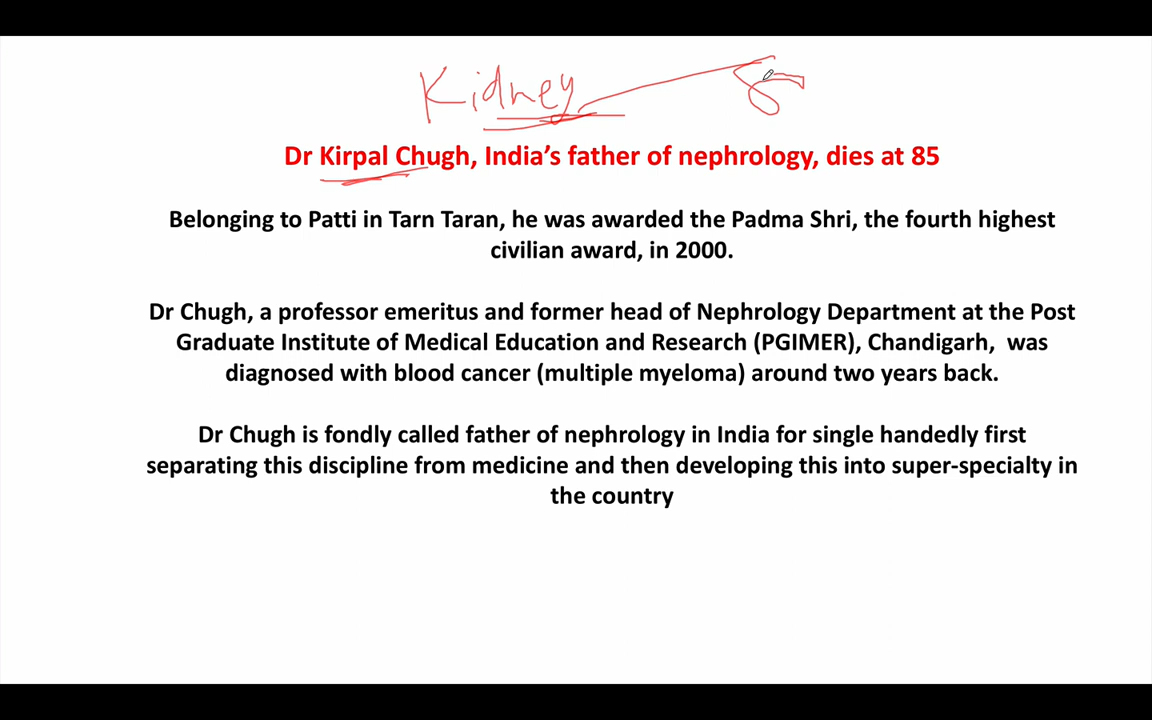 Kidney
Dr Kirpal Chugh, India’s father of nephrology, dies at 85
Belonging to Patti in Tarn Taran, he was awarded the Padma Shri, the fourth highest
civilian award, in 2000.
Dr Chugh, a professor emeritus and former head of Nephrology Department at the Post
Graduate Institute of Medical Education and Research (PGIMER), Chandigarh,  was
diagnosed with blood cancer (multiple myeloma) around two years back.
Dr Chugh is fondly called father of nephrology in India for single handedly first
separating this discipline from medicine and then developing this into super-specialty in
the country